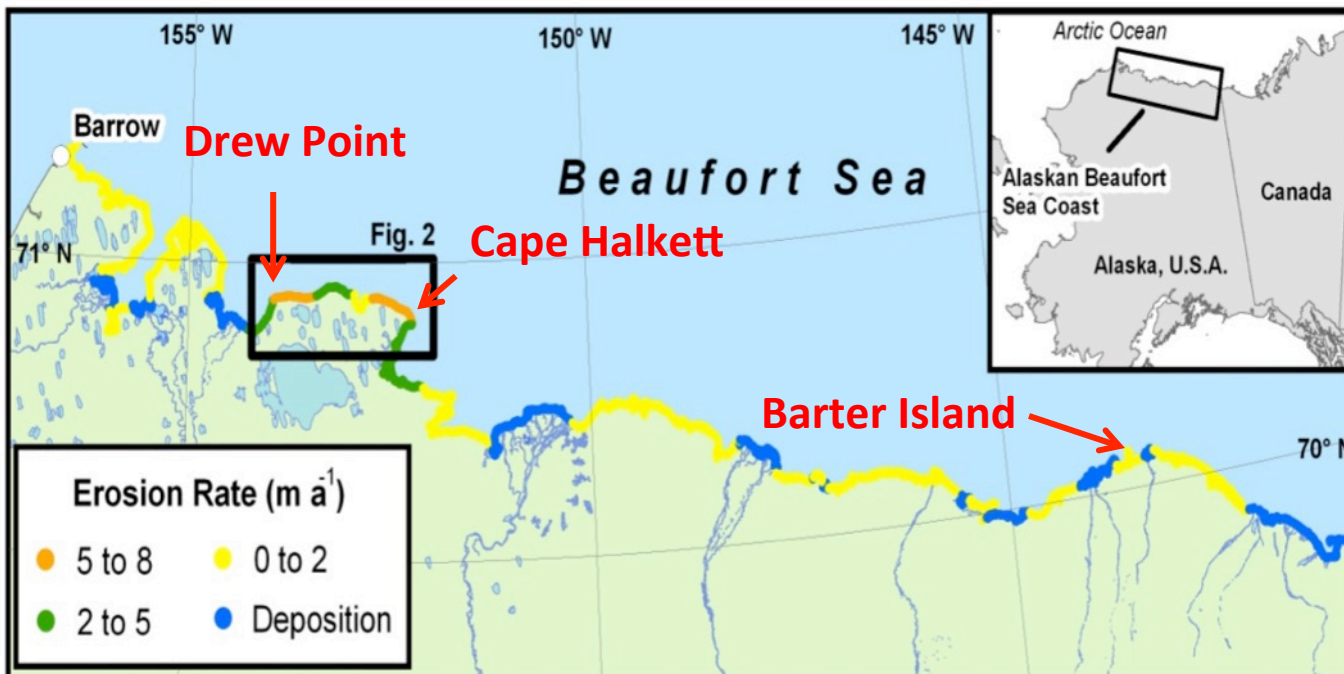 155° W
150° W
145° W
Arctic Ocean
Barrow
Drew Point
Beaufort Sea
Alaskan Beaufort
Sea Coast
Canada
Fig. 2
Cape Halkett
71° N
Alaska, U.S.A.
Barter Island
70° N
Erosion Rate (m a⁻¹)
5 to 8
0 to 2
2 to 5
Deposition